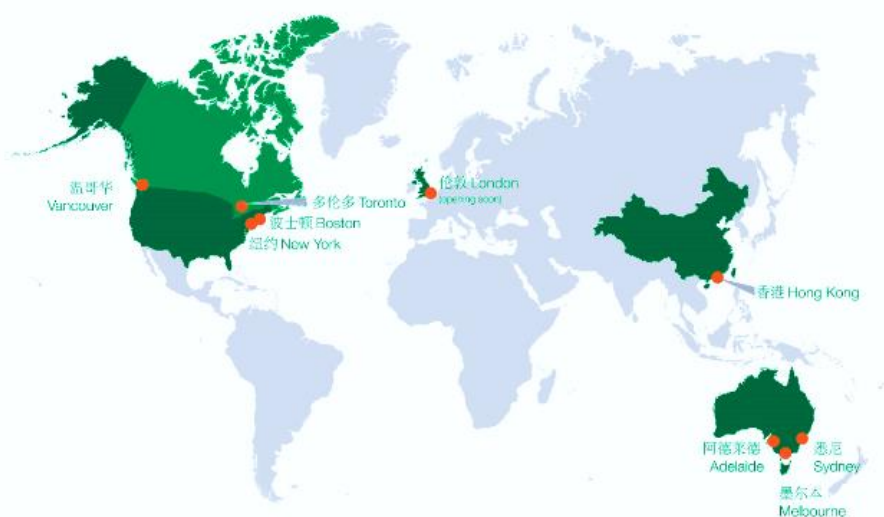 温哥华
Vancouver
多伦多 Toronto
波士顿 Boston
纽约 New York
伦敦 London
(opening soon)
香港 Hong Kong
阿德莱德
Adelaide
悉尼
Sydney
墨尔本
Melbourne